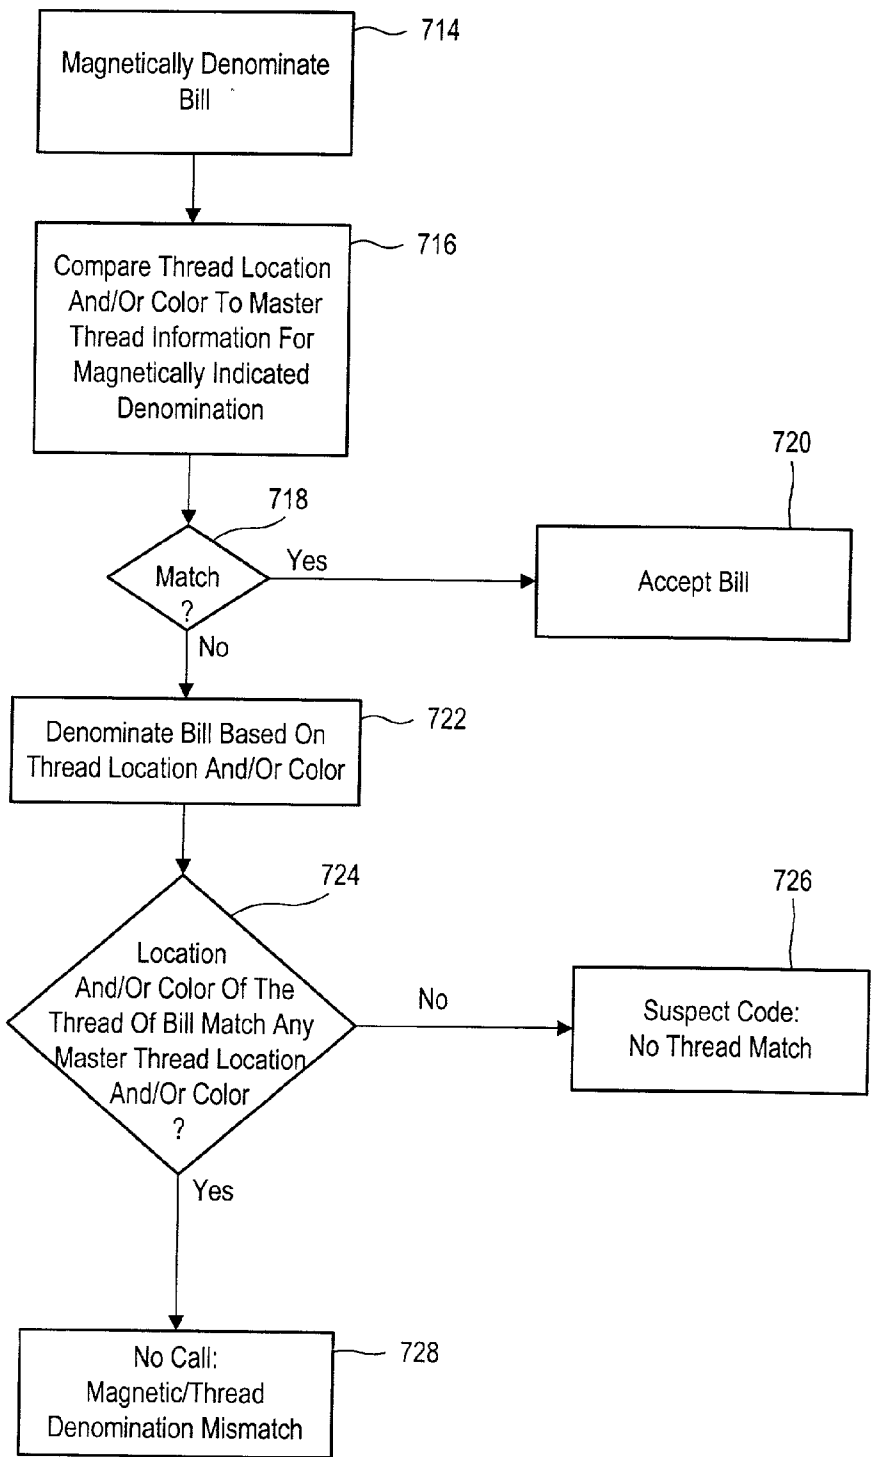 714
Magnetically Denominate
Bill
716
Compare Thread Location
And/Or Color To Master
Thread Information For
Magnetically Indicated
Denomination
718
Match
?
Yes
720
Accept Bill
No
722
Denominate Bill Based On
Thread Location And/Or Color
724
Location
And/Or Color Of The
Thread Of Bill Match Any
Master Thread Location
And/Or Color
?
No
726
Suspect Code:
No Thread Match
Yes
728
No Call:
Magnetic/Thread
Denomination Mismatch